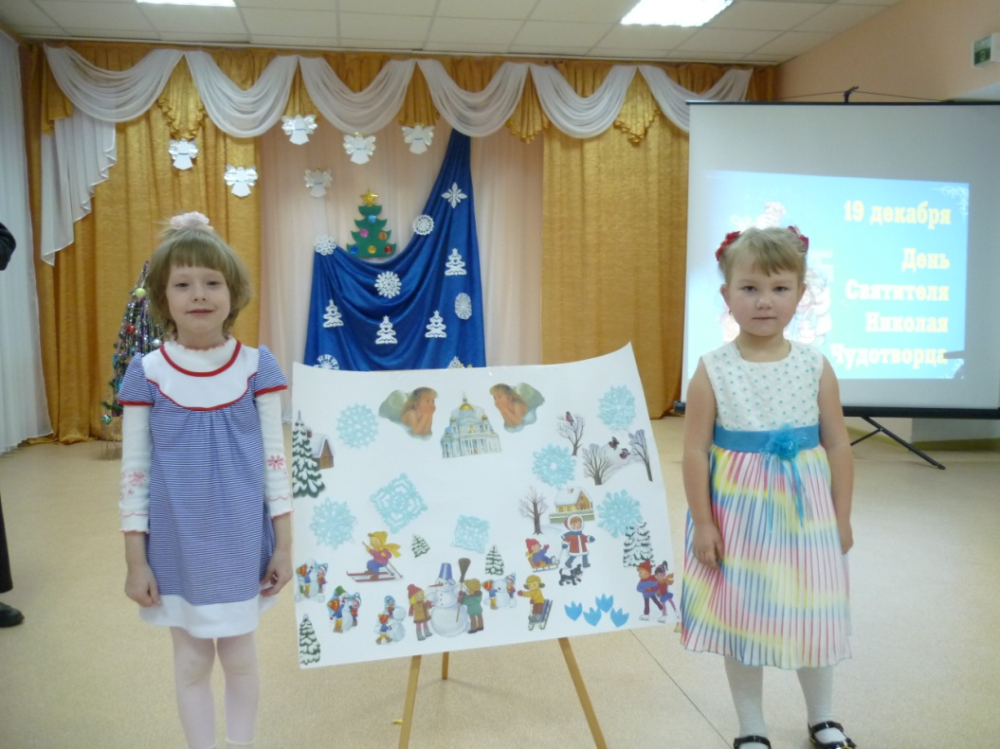 19 декабря
День
Святителя
Николая
Чудотворца